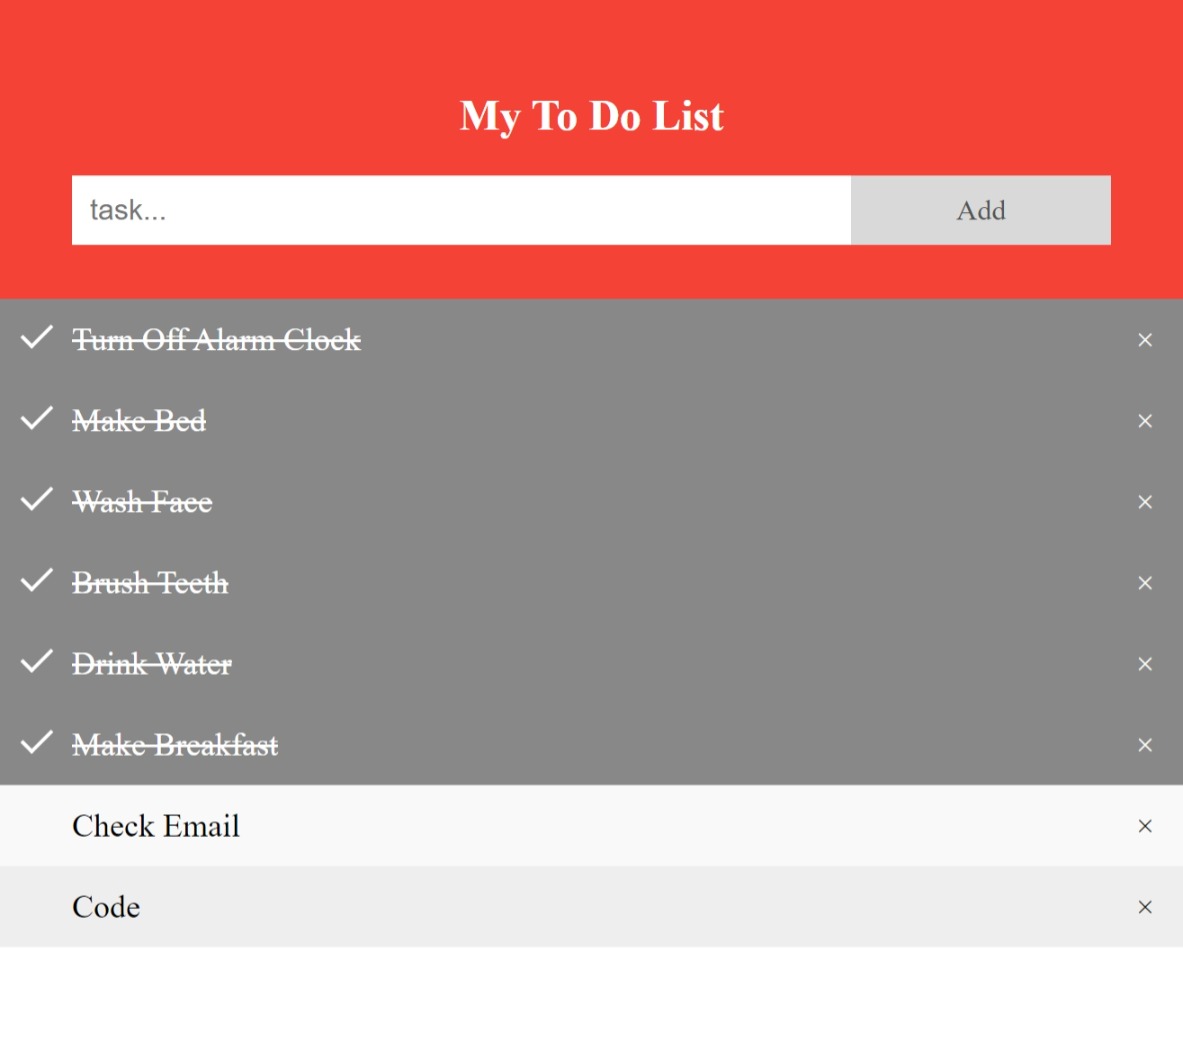 My To Do List
task...
Add
Turn Off Alarm Clock
Make Bed
Wash Face
Brush Teeth
Drink Water
Make Breakfast
Check Email
Code